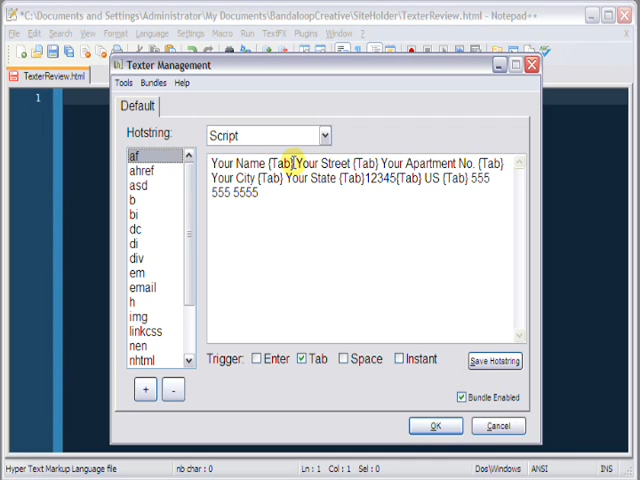 *C:\Documents and Settings\Administrator\My Documents\BandaloopCreative\SiteHolder\TexterReview.html - Notepad++
File Edit Search View Format Language Settings Macro Run TextFX Plugins Window ?
TexterReview.html
1
Texter Management
Tools Bundles Help
Default
Hotstring:
Script
af
ahref
asd
b
bi
dc
di
div
em
email
h
img
linkcss
nen
nhtml
Your Name {Tab}Your Street {Tab} Your Apartment No. {Tab}
Your City {Tab} Your State {Tab}12345{Tab} US {Tab} 555
555 5555
Trigger: Enter Tab Space Instant
Save Hotstring
+ -
Bundle Enabled
OK Cancel
Hyper Text Markup Language file nb char : 0 Ln : 1 Col : 1 Sel : 0 Dos\Windows ANSI INS